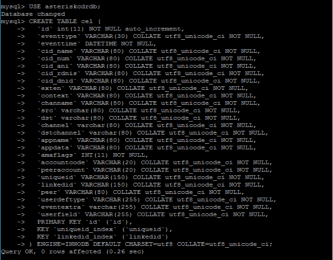 mysql> USE asteriskcdrdb;
Database changed
mysql> CREATE TABLE cel (
-> `id` int(11) NOT NULL auto_increment,
-> `eventtype` VARCHAR(30) COLLATE utf8_unicode_ci NOT NULL,
-> `eventtime` DATETIME NOT NULL,
-> `cid_name` VARCHAR(80) COLLATE utf8_unicode_ci NOT NULL,
-> `cid_num` VARCHAR(80) COLLATE utf8_unicode_ci NOT NULL,
-> `cid_ani` VARCHAR(80) COLLATE utf8_unicode_ci NOT NULL,
-> `cid_rdnis` VARCHAR(80) COLLATE utf8_unicode_ci NOT NULL,
-> `cid_dnid` VARCHAR(80) COLLATE utf8_unicode_ci NOT NULL,
-> `exten` VARCHAR(80) COLLATE utf8_unicode_ci NOT NULL,
-> `context` VARCHAR(80) COLLATE utf8_unicode_ci NOT NULL,
-> `channame` VARCHAR(80) COLLATE utf8_unicode_ci NOT NULL,
-> `src` varchar(80) COLLATE utf8_unicode_ci NOT NULL,
-> `dst` varchar(80) COLLATE utf8_unicode_ci NOT NULL,
-> `channel` varchar(80) COLLATE utf8_unicode_ci NOT NULL,
-> `dstchannel` varchar(80) COLLATE utf8_unicode_ci NOT NULL,
-> `appname` VARCHAR(80) COLLATE utf8_unicode_ci NOT NULL,
-> `appdata` VARCHAR(80) COLLATE utf8_unicode_ci NOT NULL,
-> `amaflags` INT(11) NOT NULL,
-> `accountcode` VARCHAR(20) COLLATE utf8_unicode_ci NOT NULL,
-> `peeraccount` VARCHAR(20) COLLATE utf8_unicode_ci NOT NULL,
-> `uniqueid` VARCHAR(150) COLLATE utf8_unicode_ci NOT NULL,
-> `linkedid` VARCHAR(150) COLLATE utf8_unicode_ci NOT NULL,
-> `peer` VARCHAR(80) COLLATE utf8_unicode_ci NOT NULL,
-> `userdeftype` VARCHAR(255) COLLATE utf8_unicode_ci NOT NULL,
-> `eventextra` VARCHAR(255) COLLATE utf8_unicode_ci NOT NULL,
-> `userfield` VARCHAR(255) COLLATE utf8_unicode_ci NOT NULL,
-> PRIMARY KEY `id` (`id`),
-> KEY `uniqueid_index` (`uniqueid`),
-> KEY `linkedid_index` (`linkedid`)
-> ) ENGINE=INNODB DEFAULT CHARSET=utf8 COLLATE=utf8_unicode_ci;
Query OK, 0 rows affected (0.26 sec)